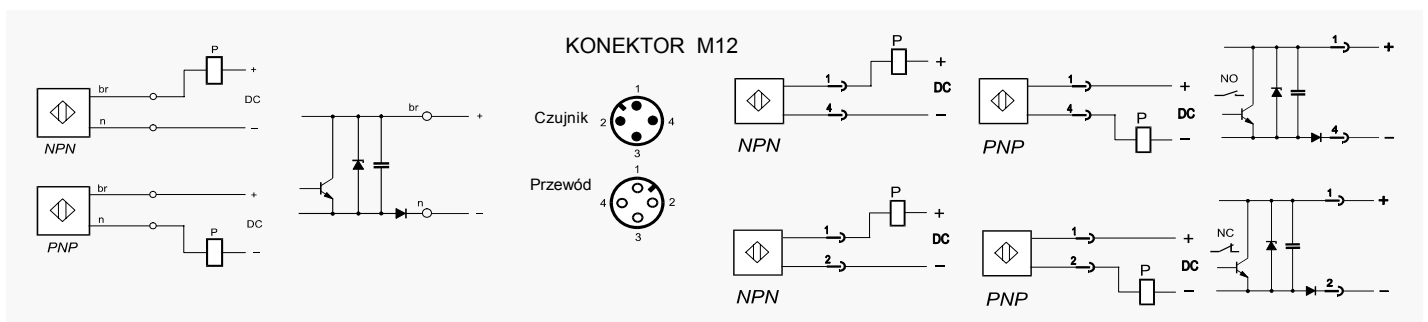 P
br
+
DC
n
−
NPN
br
+
n
P
DC
−
PNP
br
+
n
−
KONEKTOR M12
Czujnik
1
2
4
3
Przewód
1
4
2
3
P
1
+
DC
4
−
NPN
1
+
4
P
DC
−
PNP
1
+
NO
4
−
P
1
+
DC
2
−
NPN
1
+
2
P
DC
−
PNP
1
+
NC
2
−